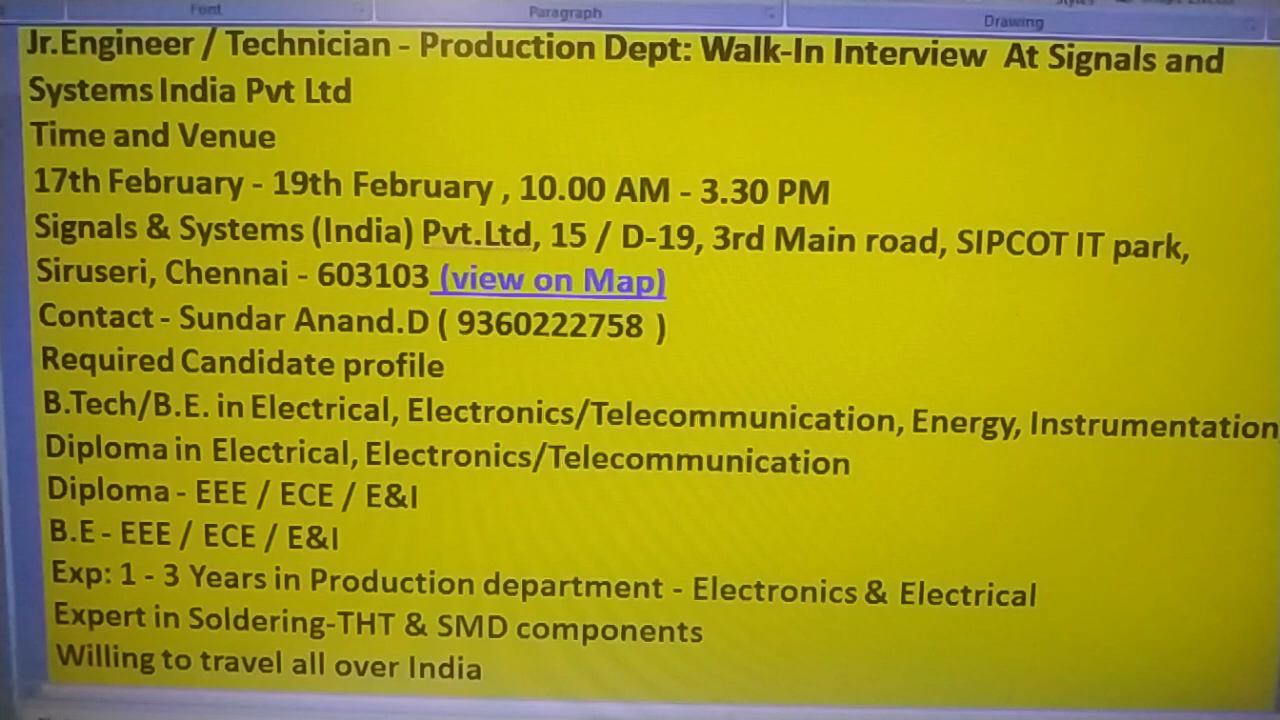 Font
Paragraph
Drawing
Jr.Engineer / Technician - Production Dept: Walk-In Interview At Signals and
Systems India Pvt Ltd
Time and Venue
17th February - 19th February , 10.00 AM - 3.30 PM
Signals & Systems (India) Pvt.Ltd, 15 / D-19, 3rd Main road, SIPCOT IT park,
Siruseri, Chennai - 603103 (view on Map)
Contact - Sundar Anand.D ( 9360222758 )
Required Candidate profile
B.Tech/B.E. in Electrical, Electronics/Telecommunication, Energy, Instrumentation
Diploma in Electrical, Electronics/Telecommunication
Diploma - EEE / ECE / E&I
B.E - EEE / ECE / E&I
Exp: 1 - 3 Years in Production department - Electronics & Electrical
Expert in Soldering-THT & SMD components
Willing to travel all over India